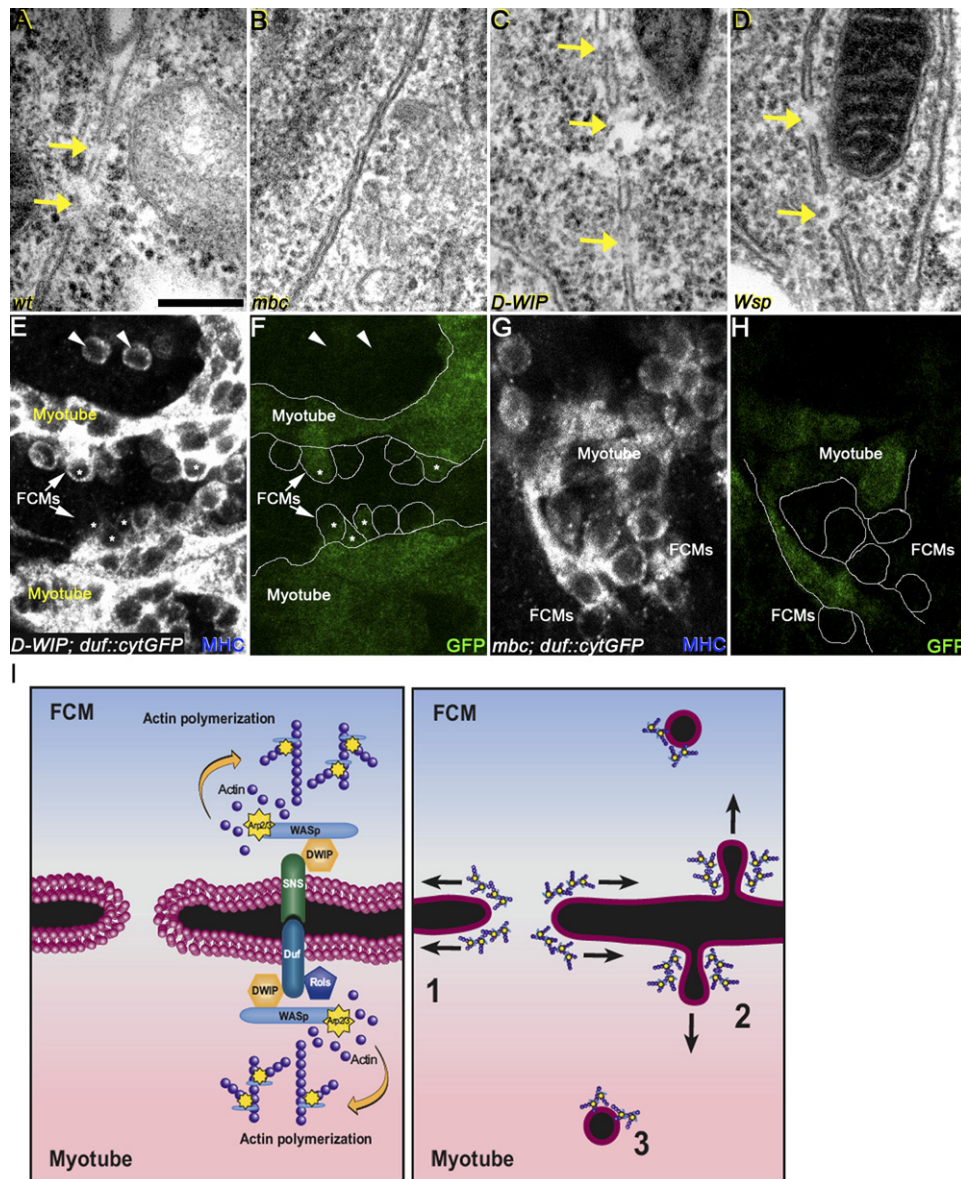 A
B
C
D
wt
mbc
D-WIP
Wsp
E
F
G
H
Myotube
FCMs
Myotube
D-WIP; duf::cytGFP MHC
Myotube
FCMs
Myotube
GFP
Myotube
FCMs
FCMs
mbc; duf::cytGFP MHC
Myotube
FCMs
FCMs
GFP
I
FCM
Actin polymerization
Actin
Arp2/3
WASp
DWIP
SNS
Duf
DWIP
Rols
WASp
Arp2/3
Actin
Actin polymerization
Myotube
FCM
1
2
3
Myotube